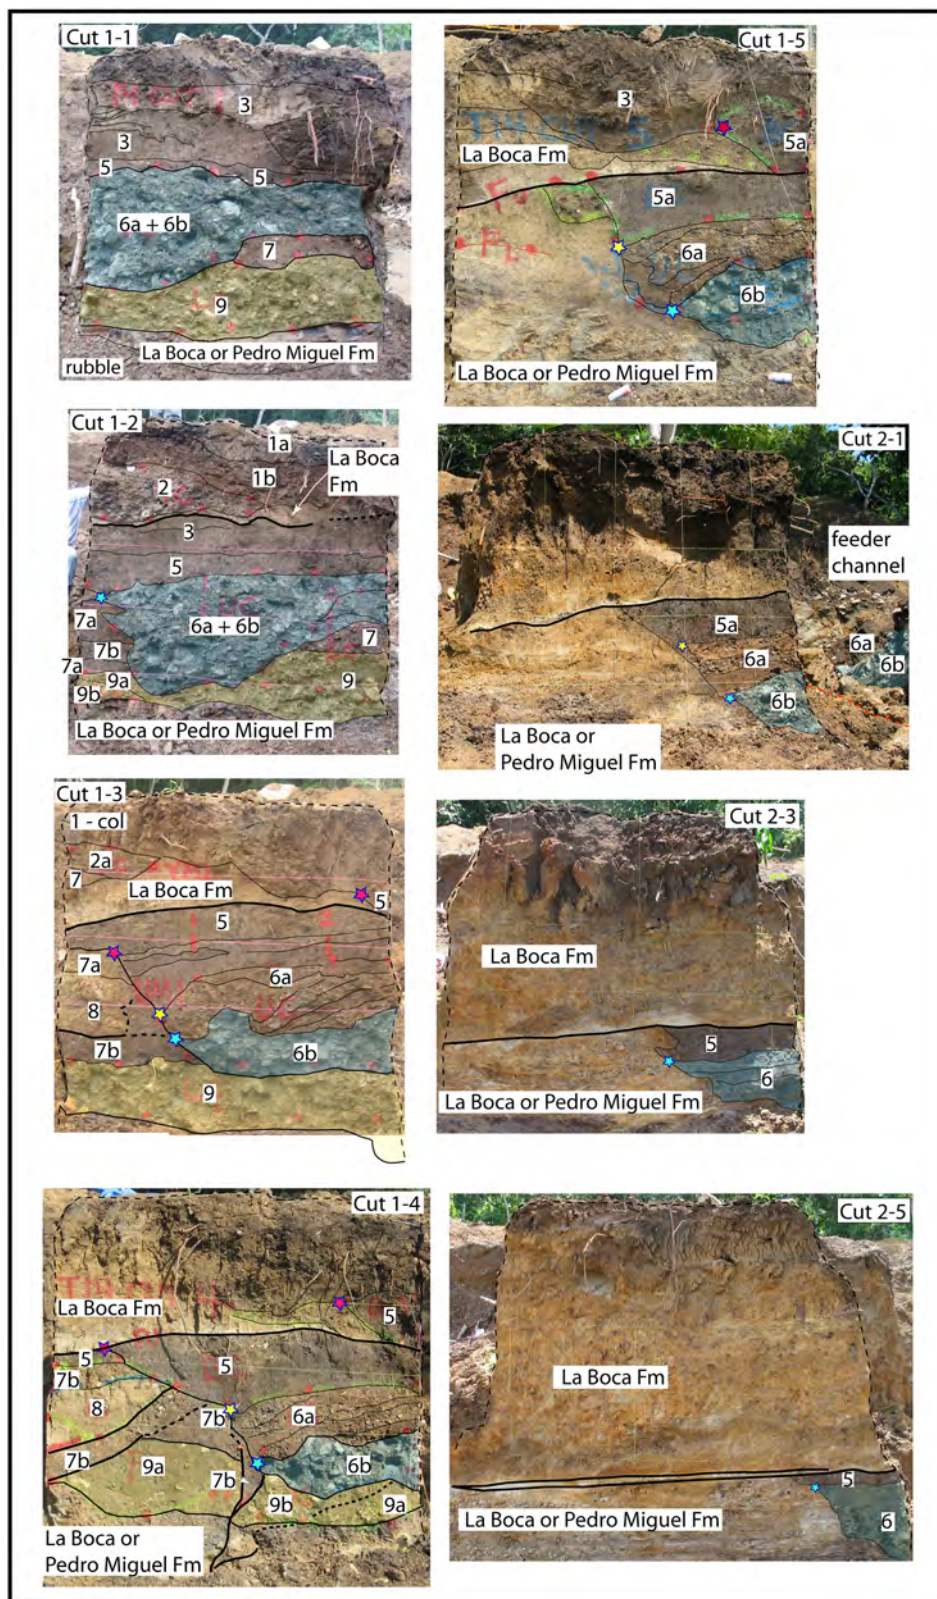 Cut 1-1
3
3
5
5
6a + 6b
7
9
La Boca or Pedro Miguel Fm
rubble
Cut 1-2
1a
1b
La Boca
Fm
2
3
5
7a
6a + 6b
7
7b
7a
9a
9
9b
La Boca or Pedro Miguel Fm
Cut 1-3
1 - col
2a
7
La Boca Fm
5
5
7a
6a
8
7b
6b
9
Cut 1-4
La Boca Fm
5
5
5
7b
8
7b
6a
7b
9a
7b
6b
9b
9a
La Boca or
Pedro Miguel Fm
Cut 1-5
3
5a
La Boca Fm
5a
6a
6b
La Boca or Pedro Miguel Fm
Cut 2-1
feeder
channel
5a
6a
6a
6b
6b
La Boca or
Pedro Miguel Fm
Cut 2-3
La Boca Fm
5
6
La Boca or Pedro Miguel Fm
Cut 2-5
La Boca Fm
5
La Boca or Pedro Miguel Fm
6